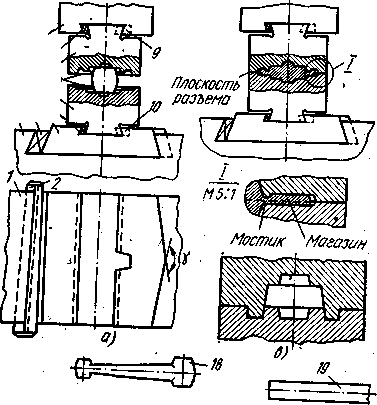 9
I
Плоскость
разъема
10
I
М 5:1
1
2
Мостик
Магазин
γ
а)
в)
18
19